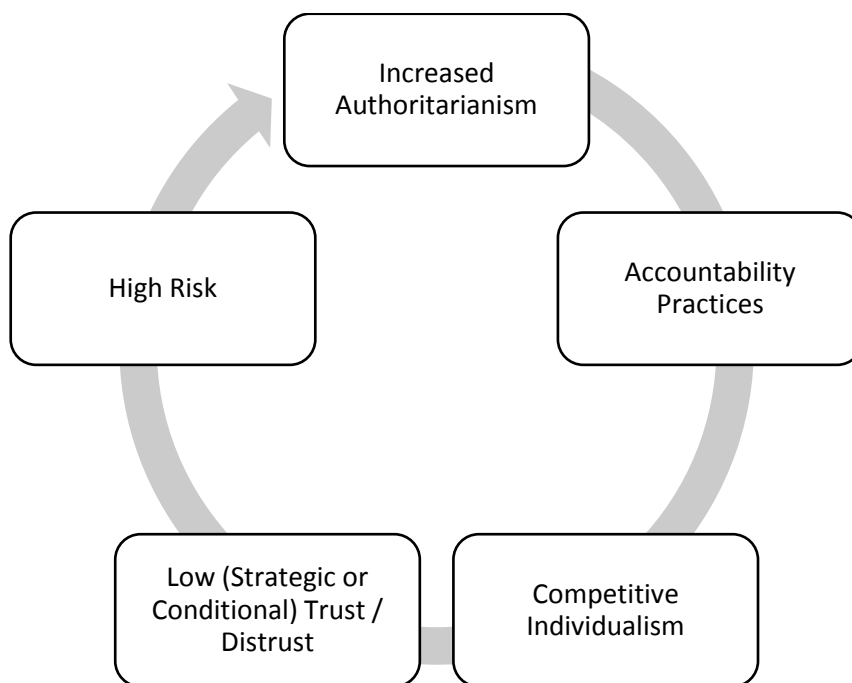 Increased
Authoritarianism
Accountability
Practices
Competitive
Individualism
Low (Strategic or
Conditional) Trust /
Distrust
High Risk